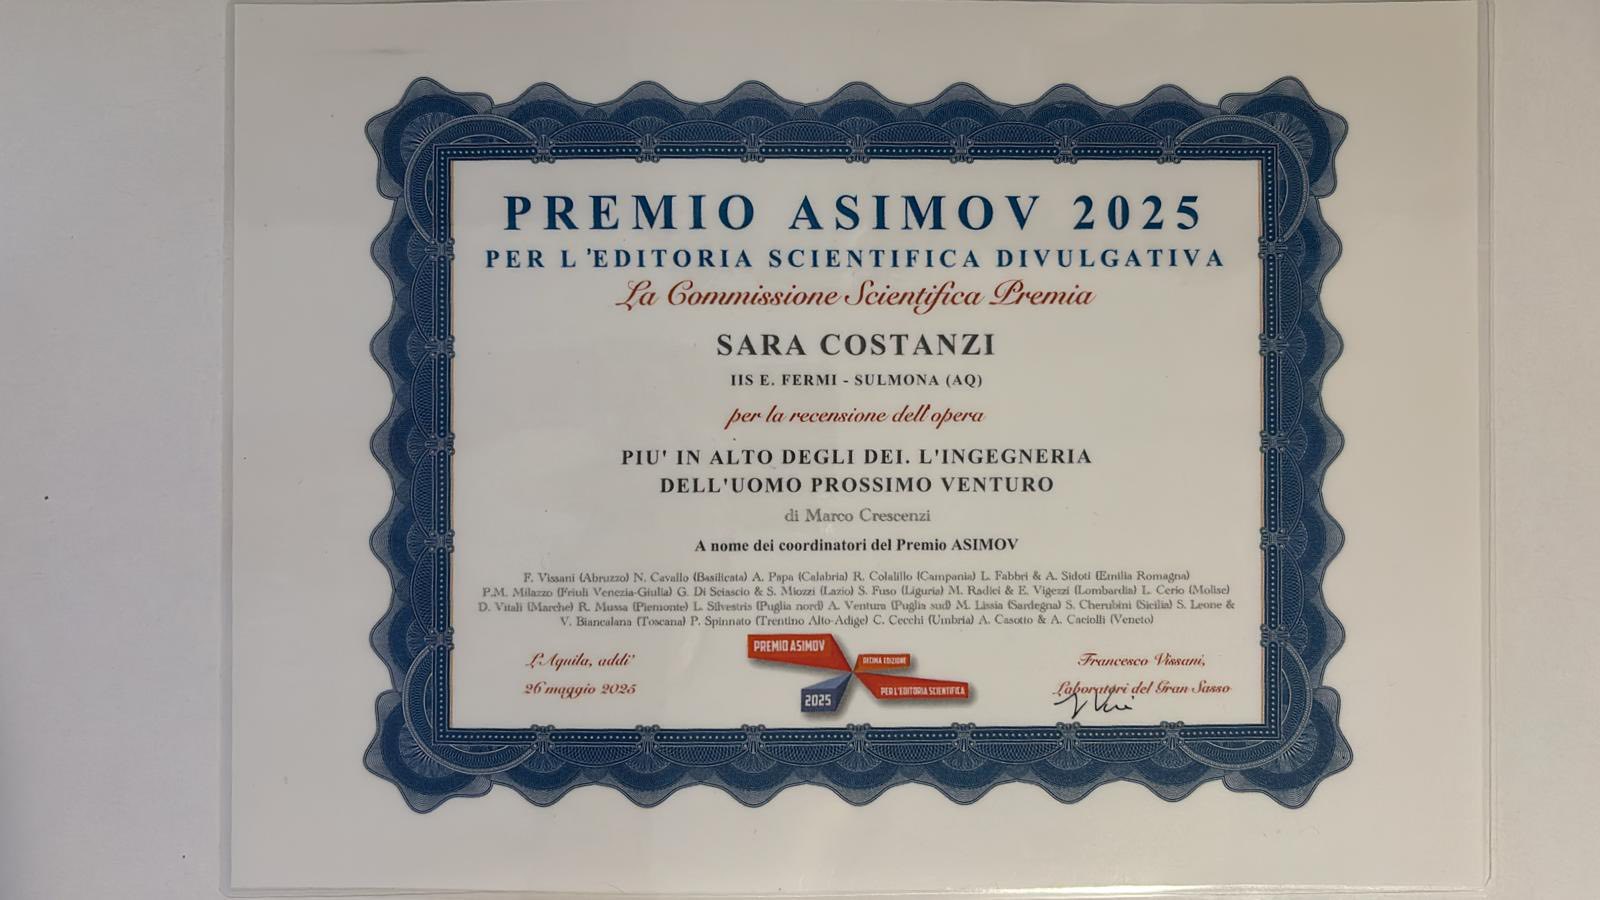 PREMIO ASIMOV 2025
PER L'EDITORIA SCIENTIFICA DIVULGATIVA
La Commissione Scientifica Premia
SARA COSTANZI
IIS E. FERMI - SULMONA (AQ)
per la recensione dell'opera
PIU' IN ALTO DEGLI DEI. L'INGEGNERIA
DELL'UOMO PROSSIMO VENTURO
di Marco Crescenzi
A nome dei coordinatori del Premio ASIMOV
F. Vissani (Abruzzo) N. Cavallo (Basilicata) A. Papa (Calabria) R. Colalillo (Campania) L. Fabbri & A. Sidoti (Emilia Romagna)
P.M. Milazzo (Friuli Venezia-Giulia) G. Di Sciascio & S. Miozzi (Lazio) S. Fuso (Liguria) M. Radici & E. Vigezzi (Lombardia) L. Cerio (Molise)
D. Vitali (Marche) R. Mussa (Piemonte) L. Silvestris (Puglia nord) A. Ventura (Puglia sud) M. Lissia (Sardegna) S. Cherubini (Sicilia) S. Leone &
V. Biancalana (Toscana) P. Spinnato (Trentino Alto-Adige) C. Cecchi (Umbria) A. Casotto & A. Caciolli (Veneto)
PREMIO ASIMOV
DECIMA EDIZIONE
PER L'EDITORIA SCIENTIFICA
2025
L'Aquila, addi'
26 maggio 2025
Francesco Vissani,
Laboratori del Gran Sasso